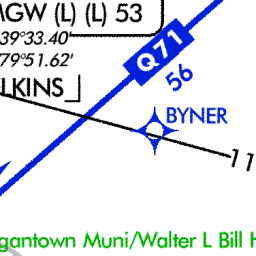 MGW (L) (L) 53
39°33.40'
79°51.62'
LKINS
Q71
56
BYNER
11
gantown Muni/Walter L Bill H